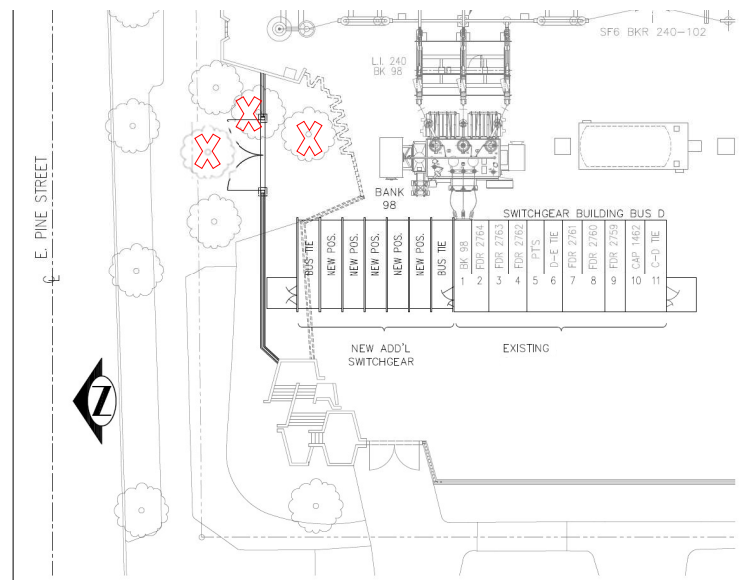 SF6 BKR 240-102
L.I. 240
BK 98
℄ E. PINE STREET
BANK
98
SWITCHGEAR BUILDING BUS D
BUS TIE
NEW POS.
NEW POS.
NEW POS.
NEW POS.
NEW POS.
BUS TIE
BK 98
FDR 2764
FDR 2763
FDR 2762
PT'S
D-E TIE
FDR 2761
FDR 2760
FDR 2759
CAP 1462
C-D TIE
1 2 3 4 5 6 7 8 9 10 11
NEW ADD'L
SWITCHGEAR
EXISTING
Z